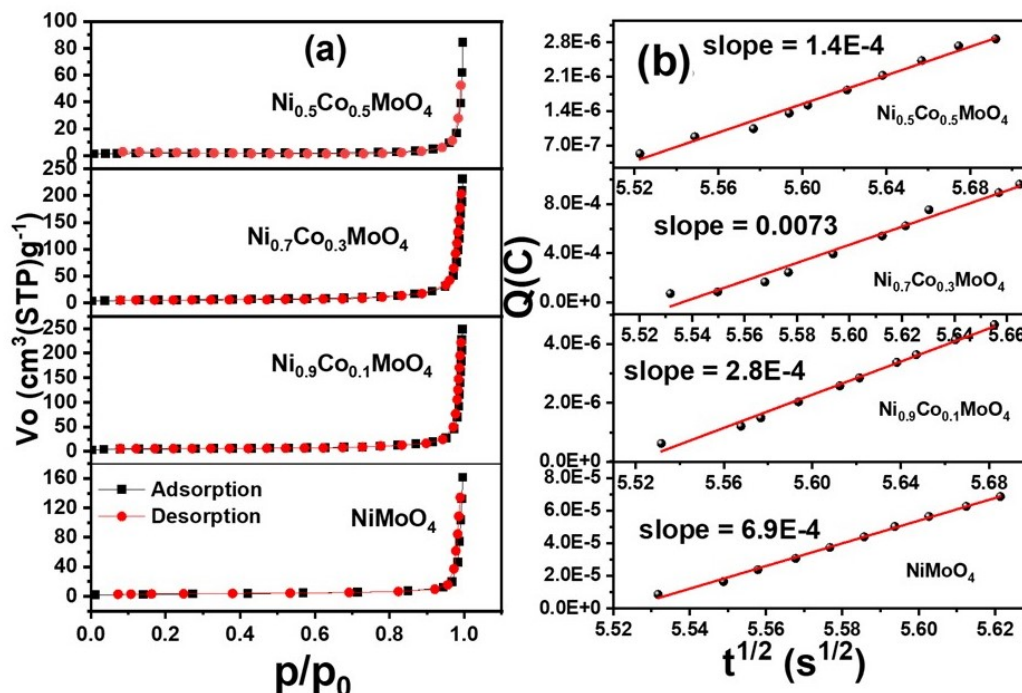 (a)
Vo (cm³(STP)g⁻¹
100
80
60
40
20
0
Ni₀.₅Co₀.₅MoO₄
250
200
150
100
50
0
Ni₀.₇Co₀.₃MoO₄
250
200
150
100
50
0
Ni₀.₉Co₀.₁MoO₄
160
120
80
40
0
Adsorption
Desorption
NiMoO₄
0.0 0.2 0.4 0.6 0.8 1.0
p/p₀
(b)
Q(C)
2.8E-6
2.1E-6
1.4E-6
7.0E-7
slope = 1.4E-4
Ni₀.₅Co₀.₅MoO₄
5.52 5.56 5.60 5.64 5.68
8.0E-4
4.0E-4
0.0E+0
slope = 0.0073
Ni₀.₇Co₀.₃MoO₄
5.52 5.54 5.56 5.58 5.60 5.62 5.64 5.66
4.0E-6
2.0E-6
0.0E+0
slope = 2.8E-4
Ni₀.₉Co₀.₁MoO₄
5.52 5.56 5.60 5.64 5.68
8.0E-5
6.0E-5
4.0E-5
2.0E-5
0.0E+0
slope = 6.9E-4
NiMoO₄
5.52 5.54 5.56 5.58 5.60 5.62
t¹/² (s¹/²)